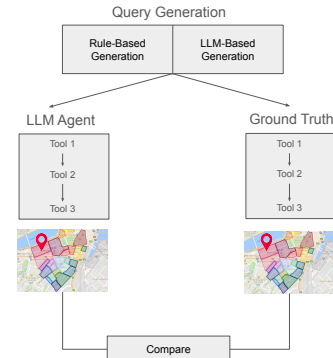 Query Generation
Rule-Based
Generation
LLM-Based
Generation
LLM Agent
Ground Truth
Tool 1
Tool 2
Tool 3
Tool 1
Tool 2
Tool 3
Compare